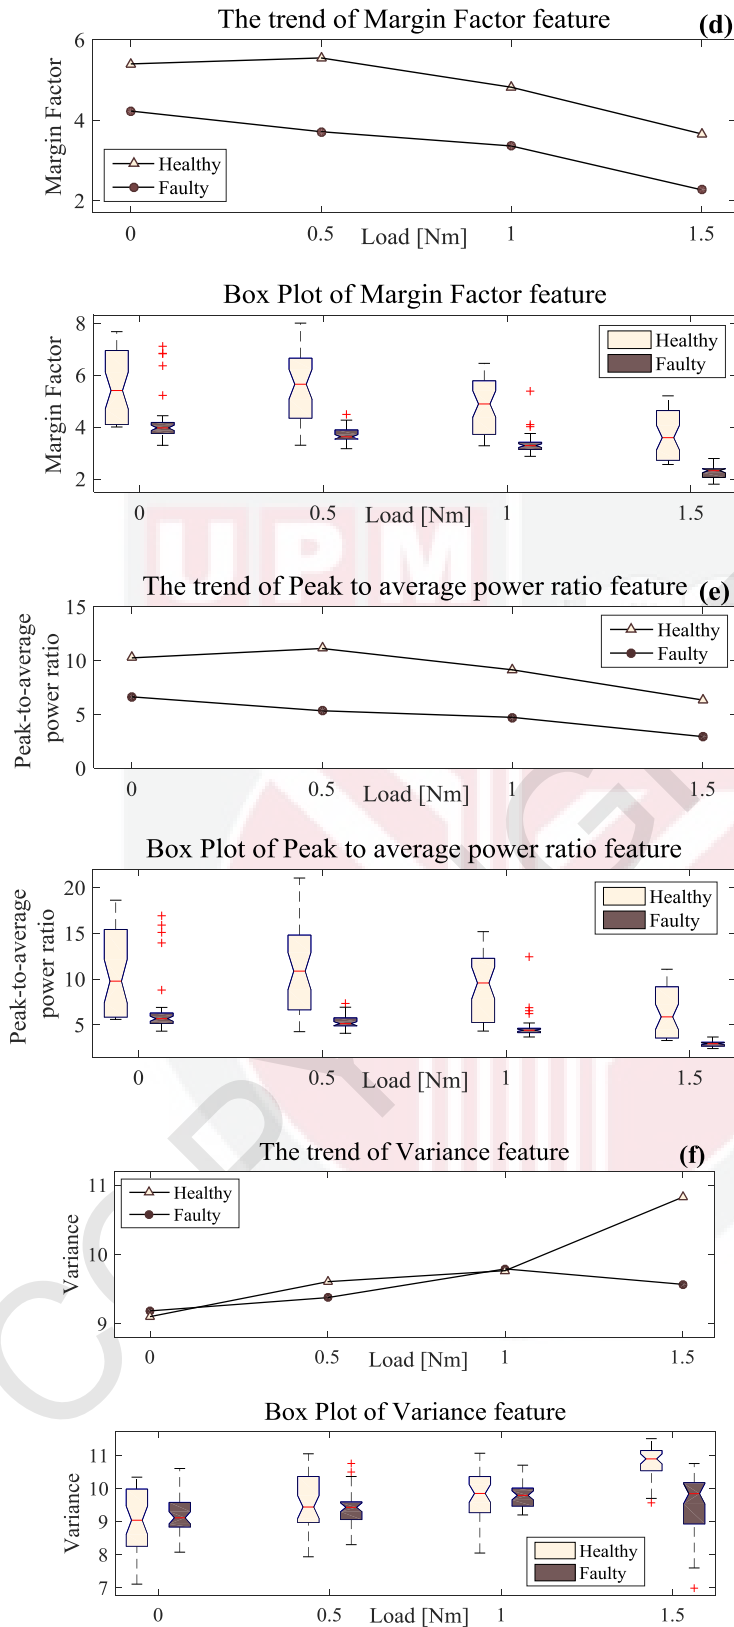 The trend of Margin Factor feature (d)
6
4
2
Margin Factor
Healthy
Faulty
0 0.5 1 1.5
Load [Nm]
Box Plot of Margin Factor feature
8
6
4
2
Margin Factor
Healthy
Faulty
0 0.5 1 1.5
Load [Nm]
UPM
The trend of Peak to average power ratio feature (e)
15
10
5
0
Peak-to-average
power ratio
Healthy
Faulty
0 0.5 1 1.5
Load [Nm]
Box Plot of Peak to average power ratio feature
20
15
10
5
Peak-to-average
power ratio
Healthy
Faulty
0 0.5 1 1.5
Load [Nm]
The trend of Variance feature (f)
11
10
9
Variance
Healthy
Faulty
0 0.5 1 1.5
Load [Nm]
Box Plot of Variance feature
11
10
9
8
7
Variance
Healthy
Faulty
0 0.5 1 1.5
Load [Nm]